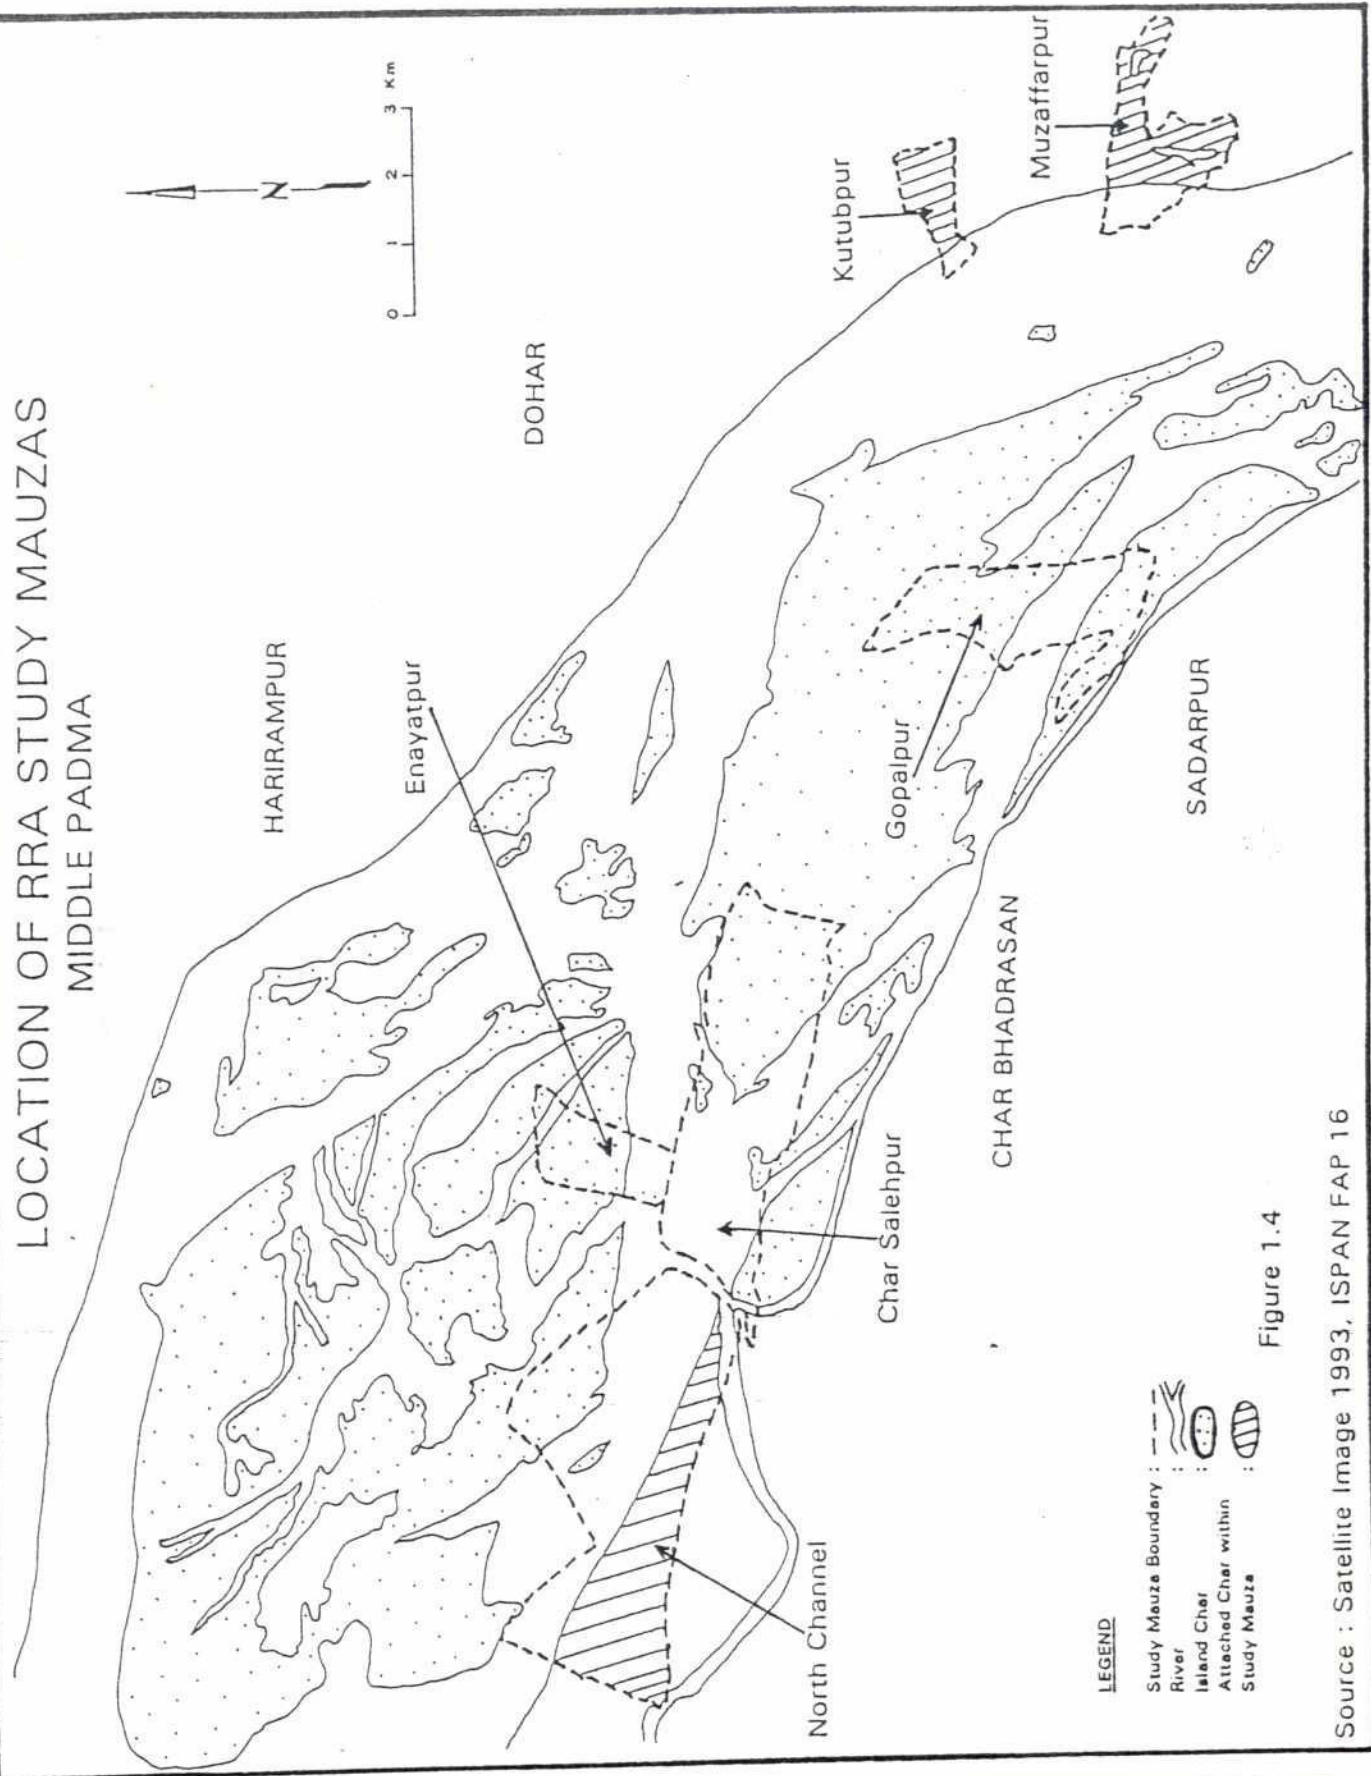 LOCATION OF RRA STUDY MAUZAS
MIDDLE PADMA
N
0 1 2 3 Km
HARIRAMPUR
DOHAR
Enayatpur
Kutubpur
Muzaffarpur
Gopalpur
North Channel
Char Salehpur
CHAR BHADRASAN
SADARPUR
LEGEND
Study Mauza Boundary :
River :
Island Char :
Attached Char within
Study Mauza :
Figure 1.4
Source : Satellite Image 1993, ISPAN FAP 16